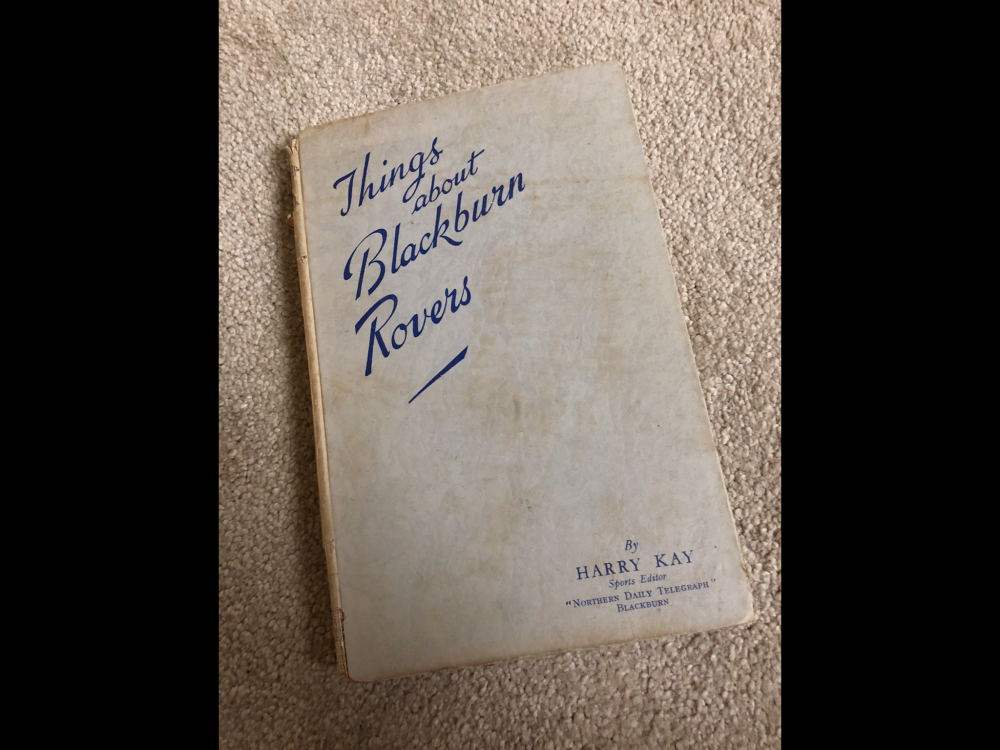 Things
about
Blackburn
Rovers
By
HARRY KAY
Sports Editor
"NORTHERN DAILY TELEGRAPH"
BLACKBURN